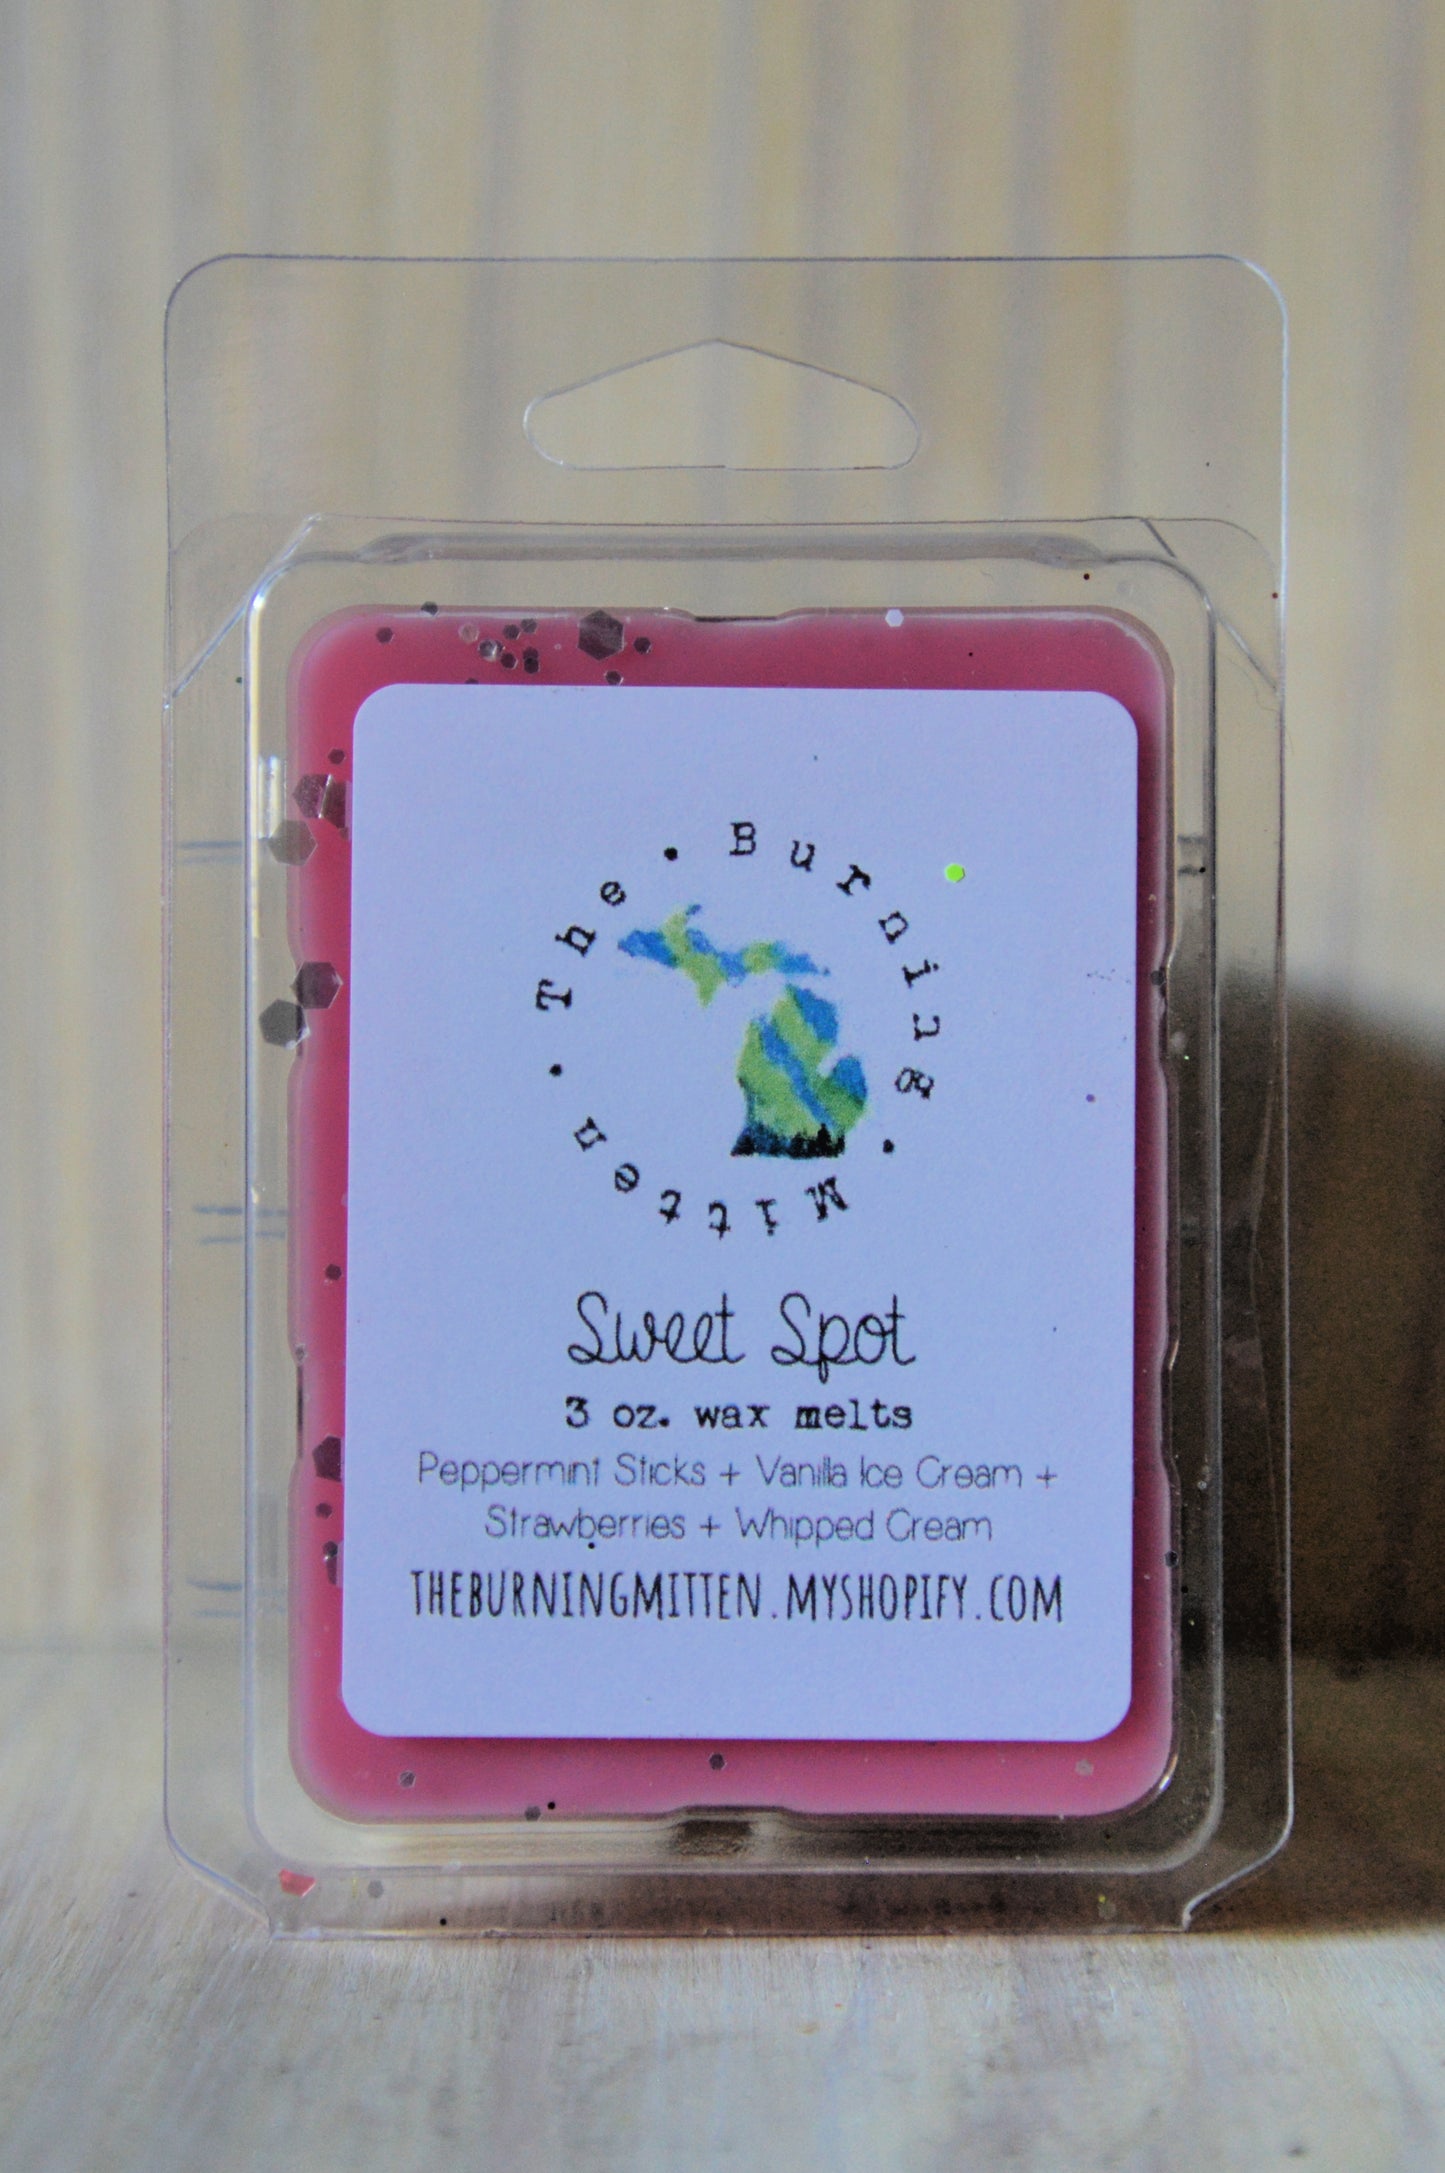 The • Burning • Mitten •
Sweet Spot
3 oz. wax melts
Peppermint Sticks + Vanilla Ice Cream +
Strawberries + Whipped Cream
THEBURNINGMITTEN.MYSHOPIFY.COM